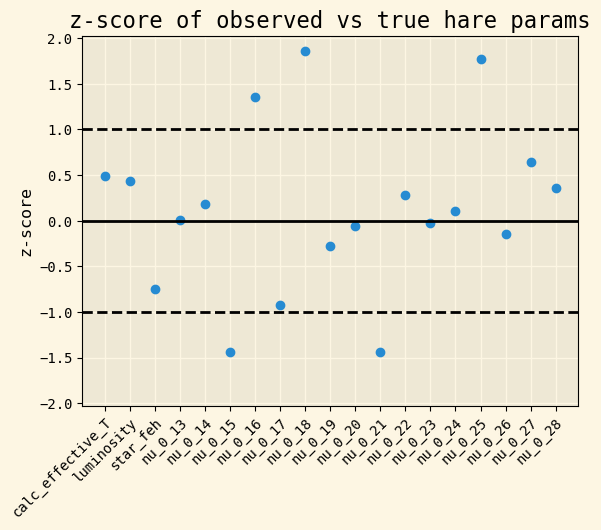 z-score of observed vs true hare params
2.0
1.5
1.0
0.5
0.0
−0.5
−1.0
−1.5
−2.0
z-score
calc_effective_T
luminosity
star_feh
nu_0_13
nu_0_14
nu_0_15
nu_0_16
nu_0_17
nu_0_18
nu_0_19
nu_0_20
nu_0_21
nu_0_22
nu_0_23
nu_0_24
nu_0_25
nu_0_26
nu_0_27
nu_0_28